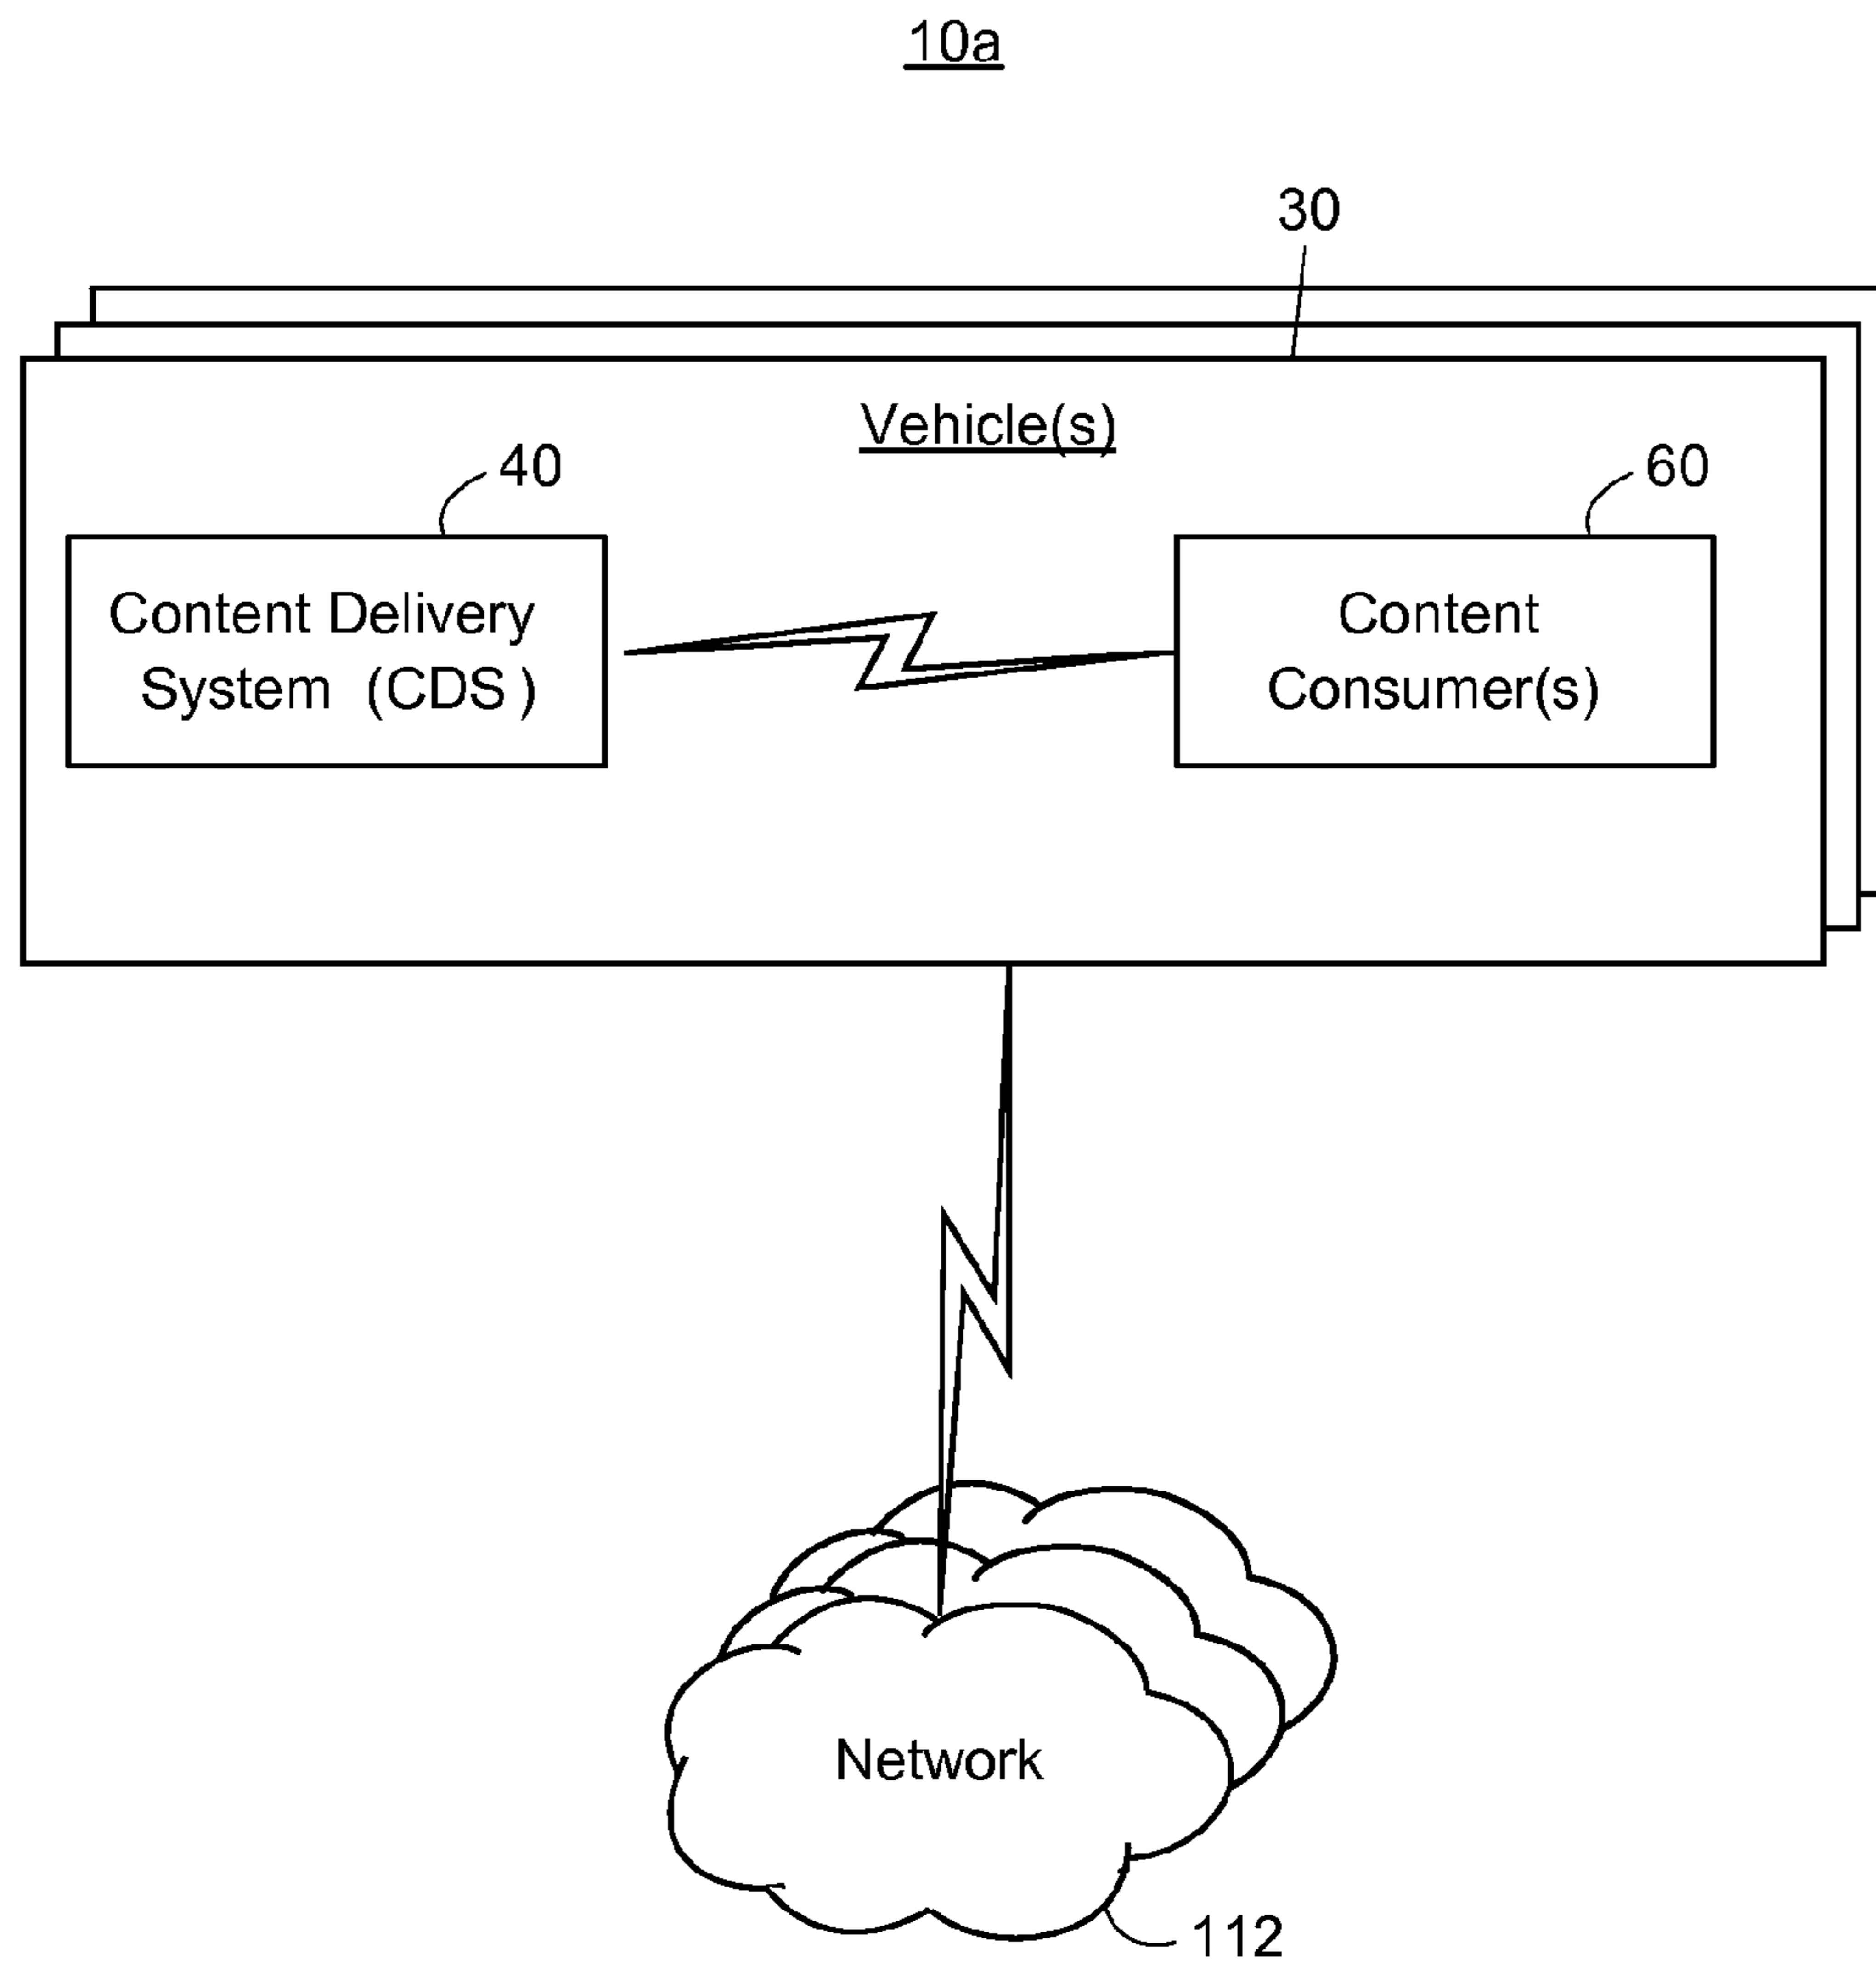 10a
30
Vehicle(s)
40
60
Content Delivery
System (CDS )
Content
Consumer(s)
Network
112